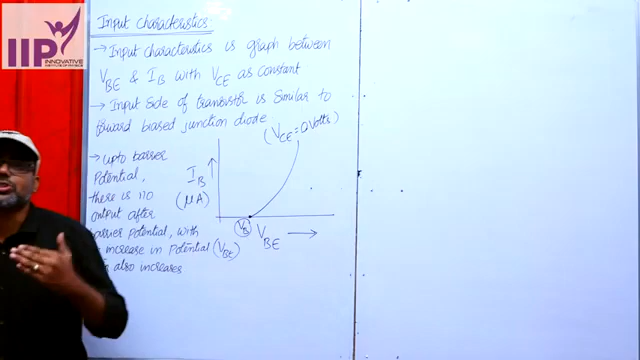 IIP
INNOVATIVE
INSTITUTE OF PHYSICS
Input Characteristics:
→ Input characteristics is graph between
V_BE & I_B with V_CE as constant
→ Input side of transistor is similar to
forward biased junction diode
(V_CE = 0 Volts)
→ upto barrier
Potential,
there is no
output after
barrier potential, with
increase in Potential (V_BE)
also increases
I_B ↑
(μA)
V_B
V_BE →